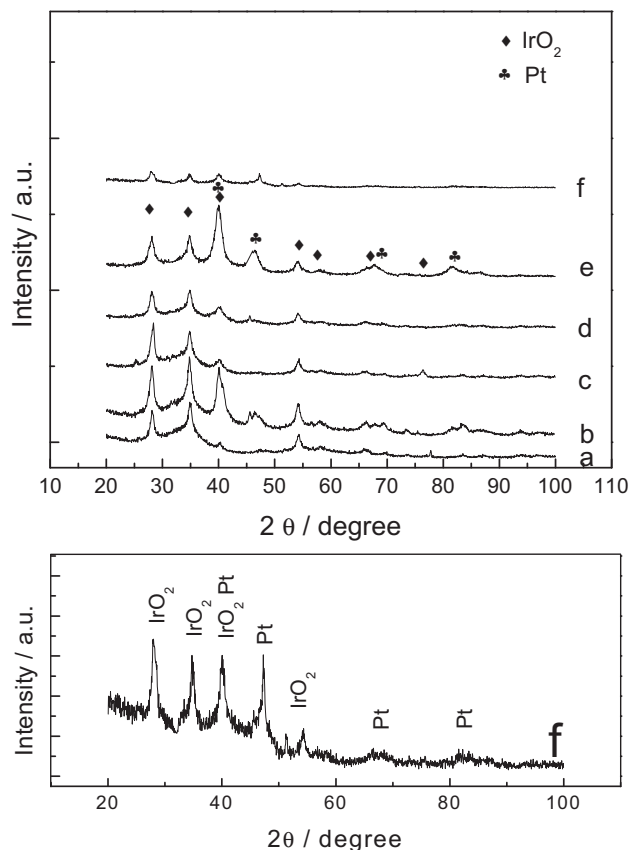 ♦ IrO₂
♣ Pt
f
e
d
c
b
a
Intensity / a.u.
10 20 30 40 50 60 70 80 90 100 110
2 θ / degree
IrO₂
IrO₂
IrO₂ Pt
Pt
IrO₂
Pt
Pt
f
Intensity / a.u.
20 40 60 80 100
2θ / degree